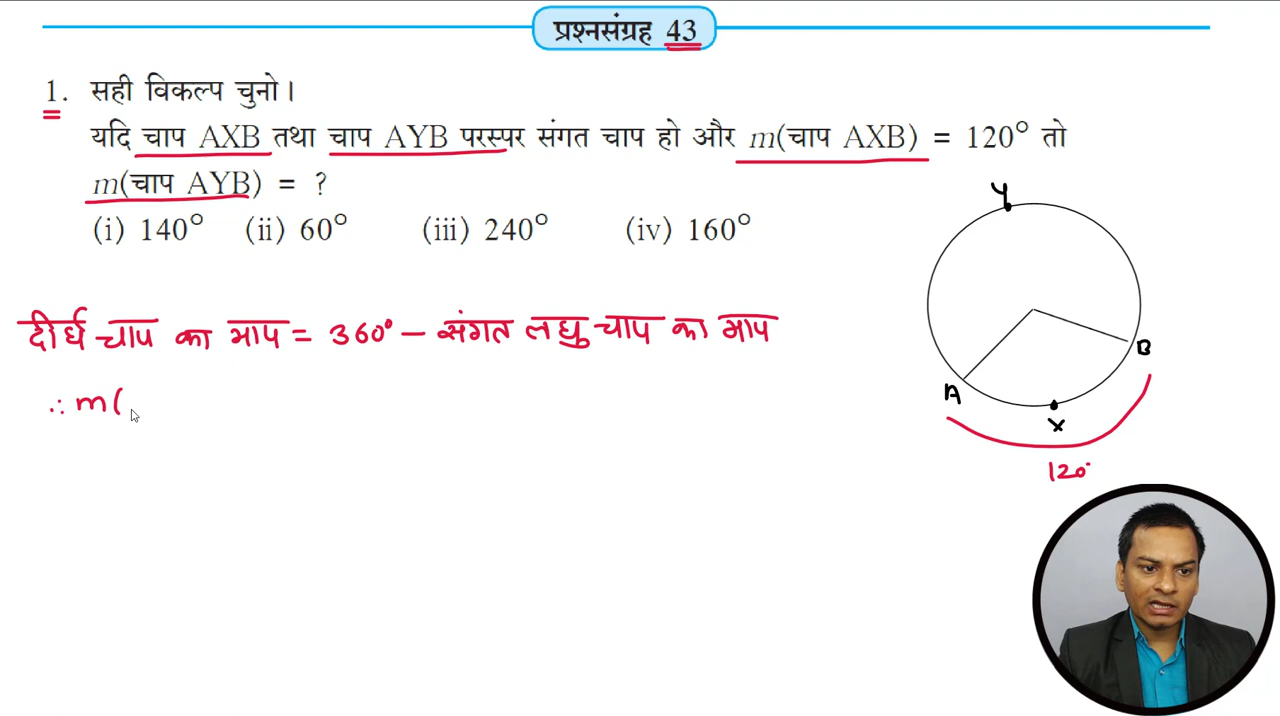 प्रश्नसंग्रह 43
1. सही विकल्प चुनो।
यदि चाप AXB तथा चाप AYB परस्पर संगत चाप हो और m(चाप AXB) = 120° तो
m(चाप AYB) = ?
(i) 140° (ii) 60° (iii) 240° (iv) 160°
दीर्घ चाप का माप = 360° – संगत लघु चाप का माप
∴ m(
Y
A
B
X
120°